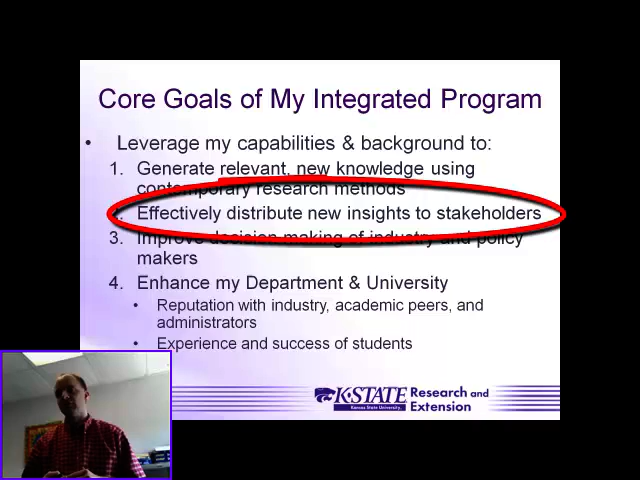 Core Goals of My Integrated Program
• Leverage my capabilities & background to:
1. Generate relevant, new knowledge using
contemporary research methods
2. Effectively distribute new insights to stakeholders
3. Improve decision making of industry and policy
makers
4. Enhance my Department & University
• Reputation with industry, academic peers, and
administrators
• Experience and success of students
K-STATE
Kansas State University
Research and
Extension